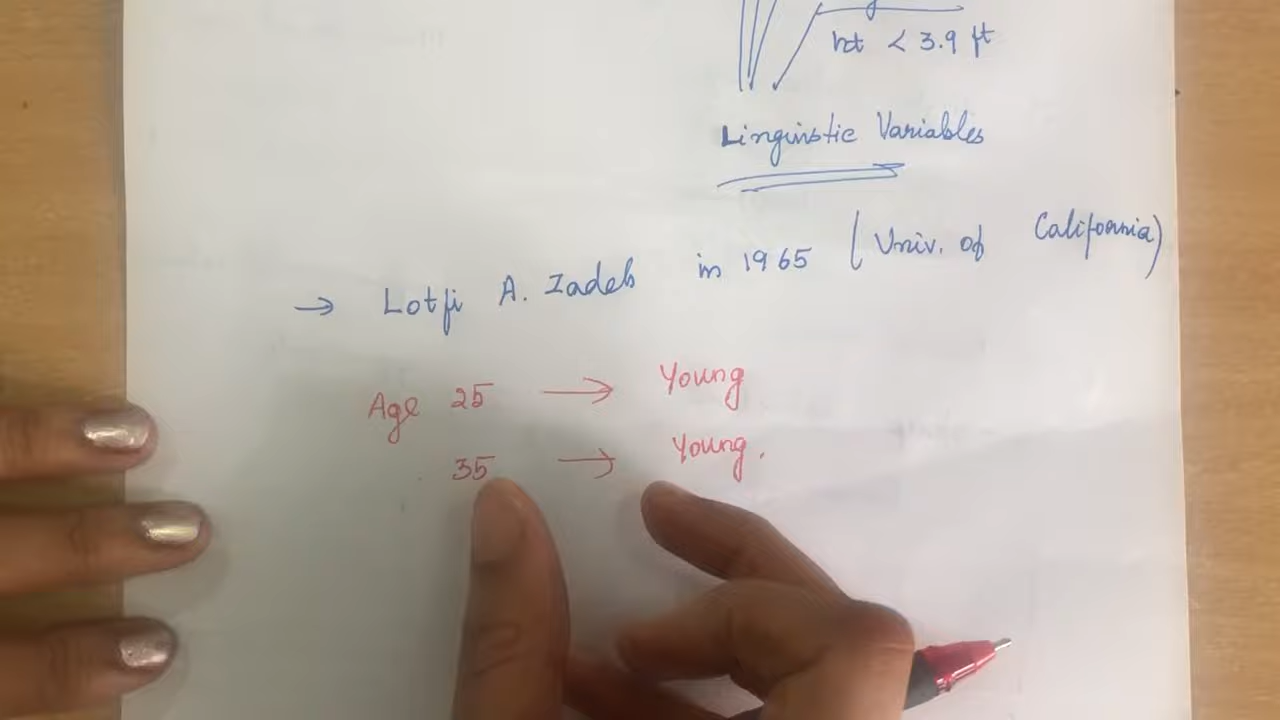 ht < 3.9 ft
Linguistic Variables
→ Lotfi A. Zadeh in 1965 (Univ. of California)
Age 25 → Young
35 → Young.